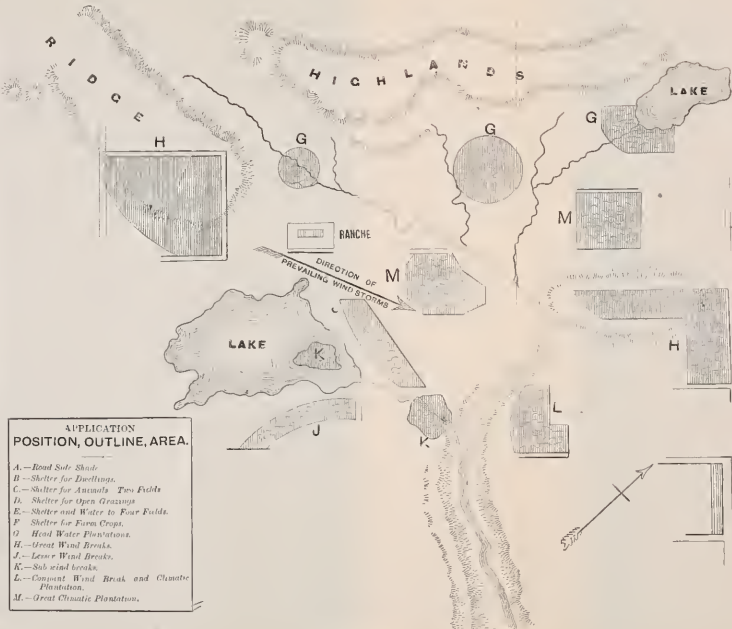 RIDGE
HIGHLANDS
LAKE
G
G
G
H
M
RANCHE
DIRECTION OF
PREVAILING WIND STORMS
M
J
LAKE
K
H
J
K
L
APPLICATION
POSITION, OUTLINE, AREA.
A.—Road Side Shade
B.—Shelter for Dwellings.
C.—Shelter for Animals Two Fields
D. Shelter for Open Grazings
E.—Shelter and Water to Four Fields.
F Shelter for Farm Crops.
G Head Water Plantations.
H.—Great Wind Breaks.
J.—Lesser Wind Breaks.
K.—Sub wind breaks.
L.—Conjoint Wind Break and Climatic
Plantation.
M.—Great Climatic Plantation.